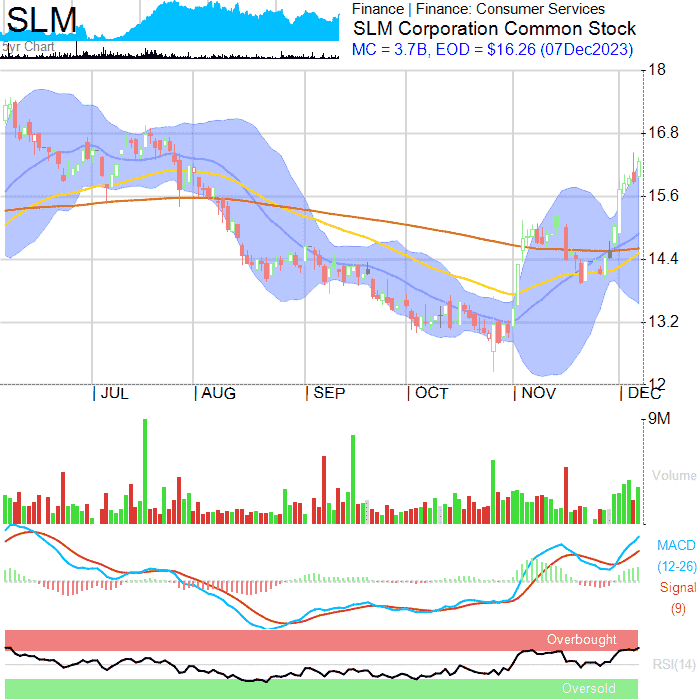 SLM
5yr Chart
Finance | Finance: Consumer Services
SLM Corporation Common Stock
MC = 3.7B, EOD = $16.26 (07Dec2023)
18
16.8
15.6
14.4
13.2
12
| JUL
| AUG
| SEP
| OCT
| NOV
| DEC
9M
Volume
MACD
(12-26)
Signal
(9)
Overbought
RSI(14)
Oversold